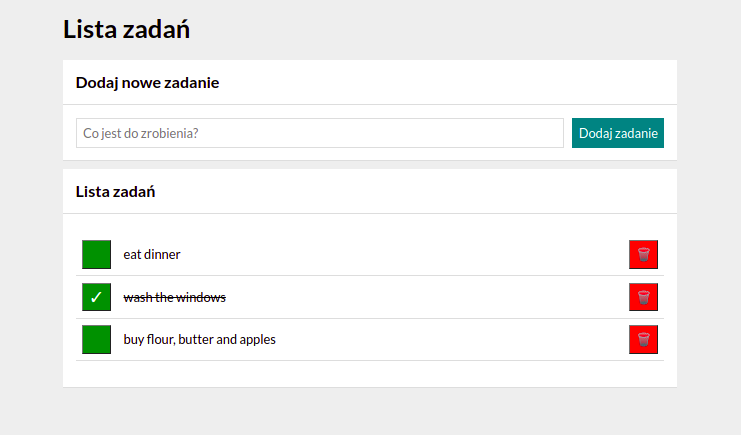 Lista zadań
Dodaj nowe zadanie
Co jest do zrobienia?
Dodaj zadanie
Lista zadań
eat dinner
✓ wash the windows
buy flour, butter and apples